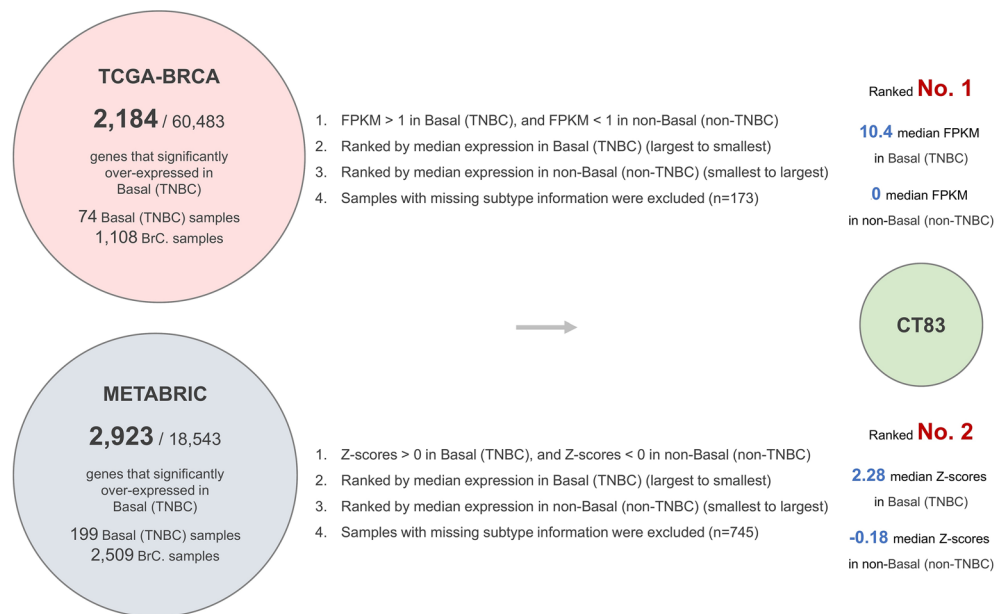 TCGA-BRCA
2,184 / 60,483
genes that significantly
over-expressed in
Basal (TNBC)
74 Basal (TNBC) samples
1,108 BrC. samples
1. FPKM > 1 in Basal (TNBC), and FPKM < 1 in non-Basal (non-TNBC)
2. Ranked by median expression in Basal (TNBC) (largest to smallest)
3. Ranked by median expression in non-Basal (non-TNBC) (smallest to largest)
4. Samples with missing subtype information were excluded (n=173)
Ranked No. 1
10.4 median FPKM
in Basal (TNBC)
0 median FPKM
in non-Basal (non-TNBC)
CT83
METABRIC
2,923 / 18,543
genes that significantly
over-expressed in
Basal (TNBC)
199 Basal (TNBC) samples
2,509 BrC. samples
1. Z-scores > 0 in Basal (TNBC), and Z-scores < 0 in non-Basal (non-TNBC)
2. Ranked by median expression in Basal (TNBC) (largest to smallest)
3. Ranked by median expression in non-Basal (non-TNBC) (smallest to largest)
4. Samples with missing subtype information were excluded (n=745)
Ranked No. 2
2.28 median Z-scores
in Basal (TNBC)
-0.18 median Z-scores
in non-Basal (non-TNBC)